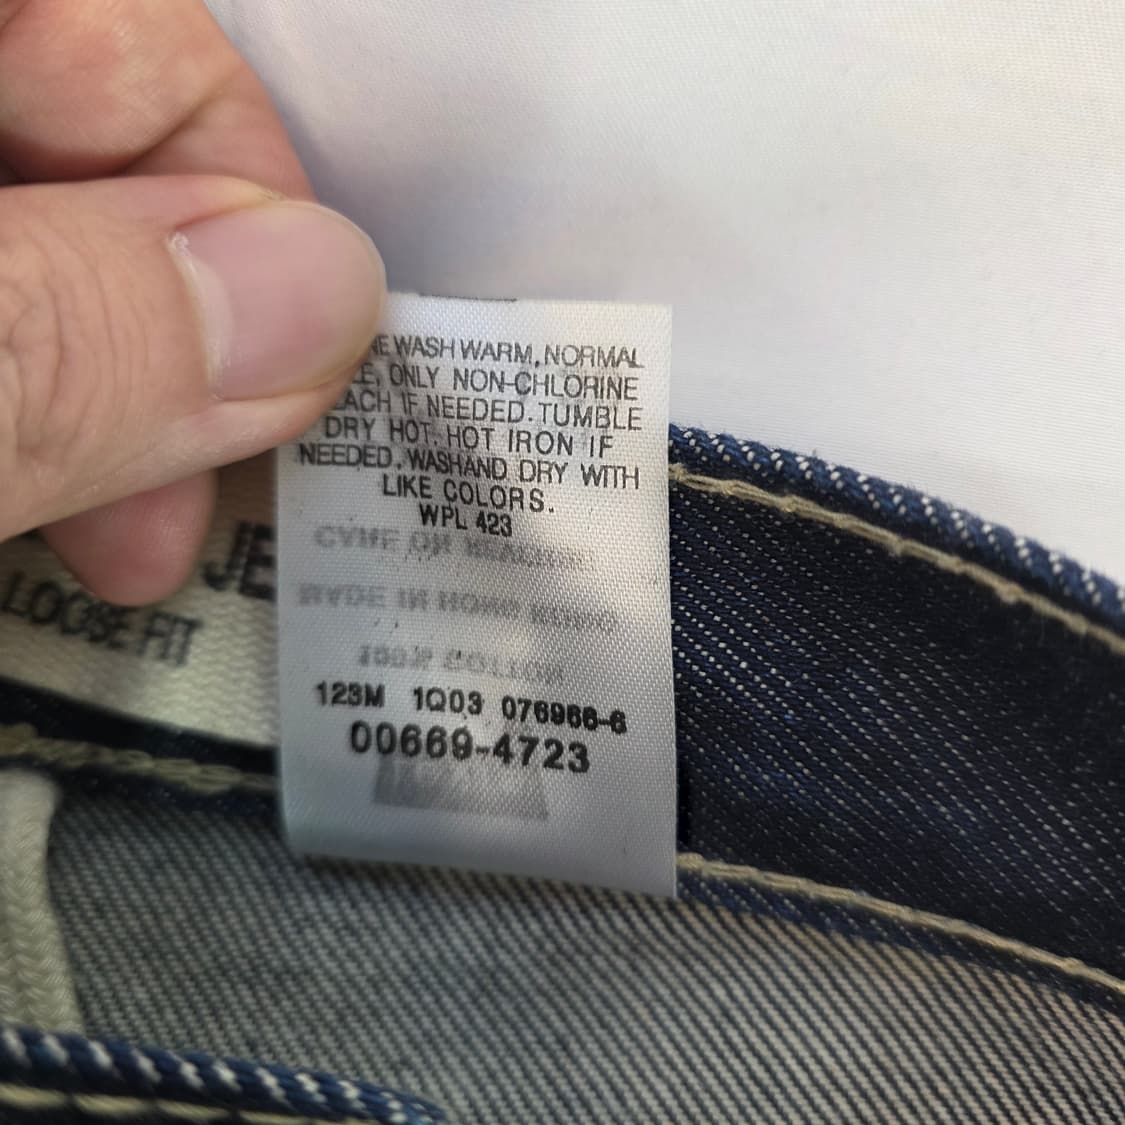 WASH WARM, NORMAL
ONLY NON-CHLORINE
IF NEEDED. TUMBLE
DRY HOT. HOT IRON IF
NEEDED. WASHAND DRY WITH
LIKE COLORS.
WPL 423
123M 1Q03 076966-6
00669-4723
JE
LOOSE FIT